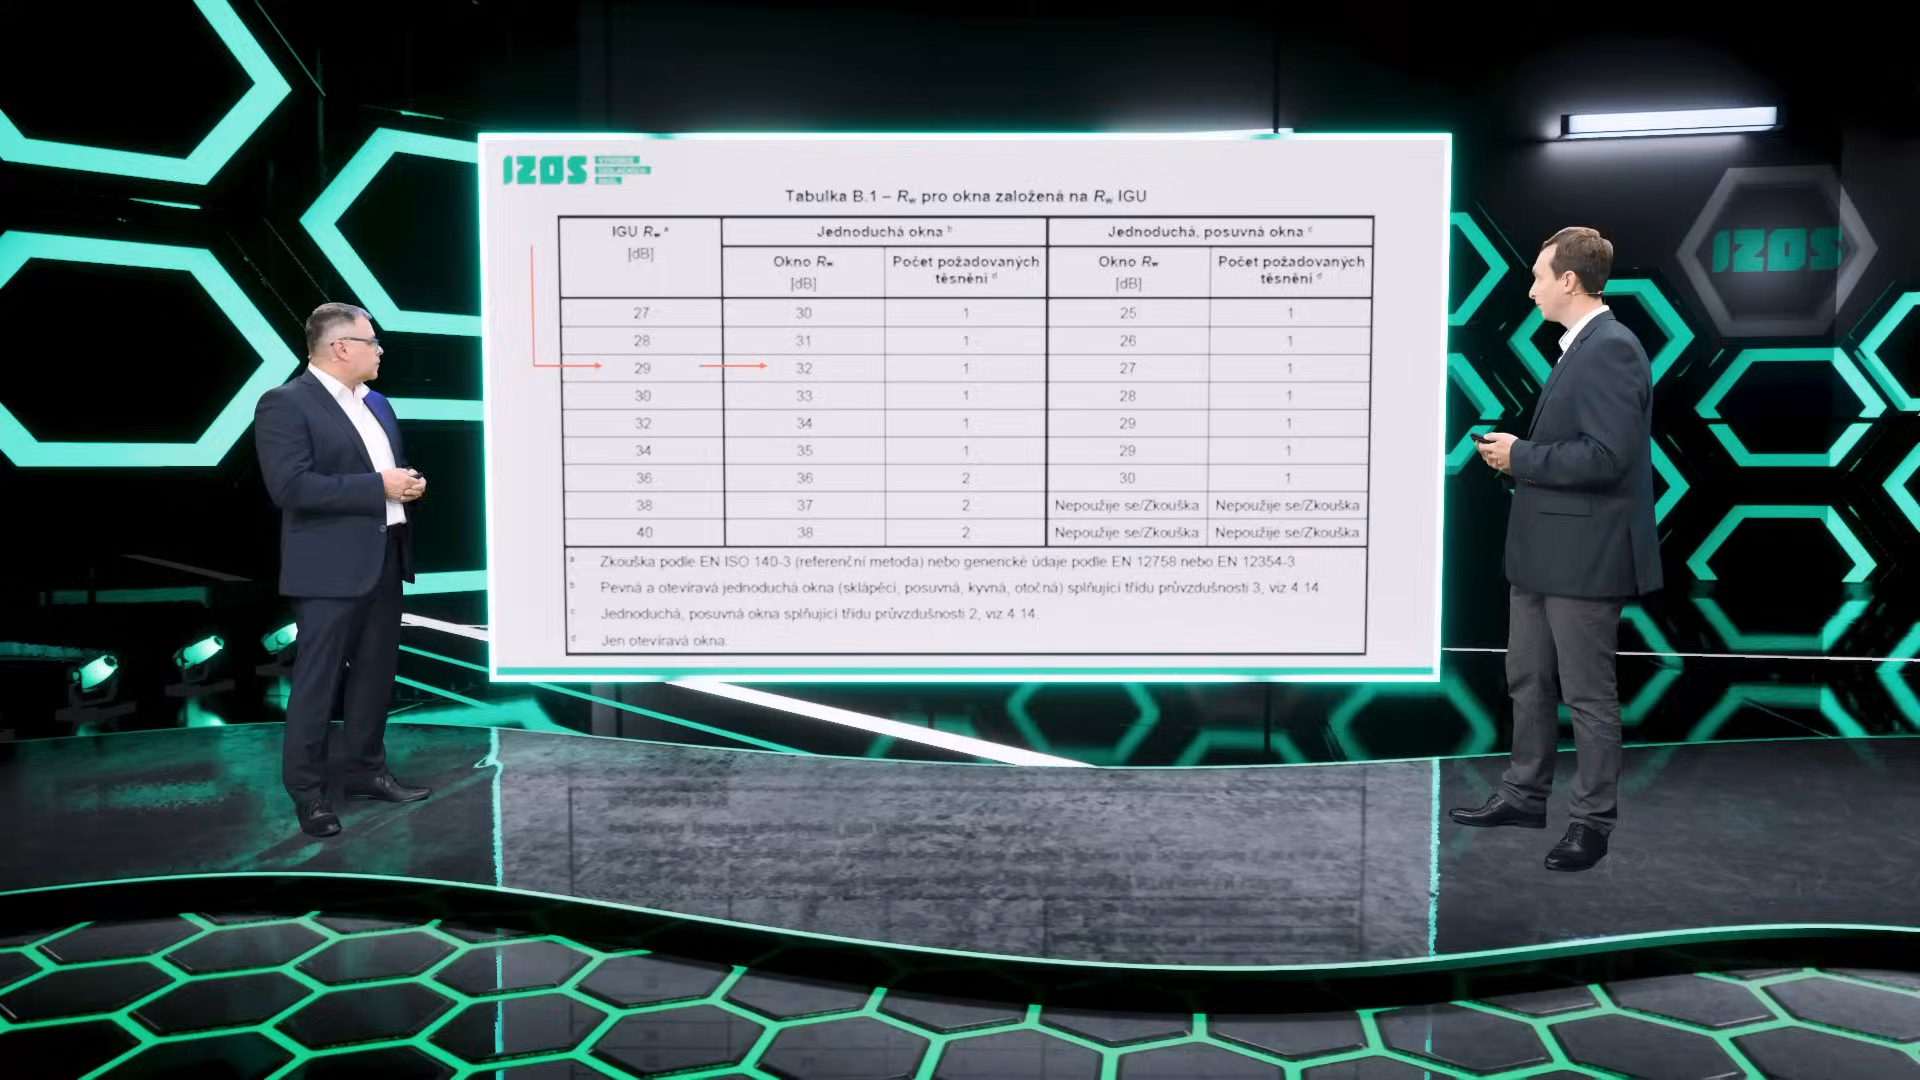 IZOS
VÝROBCE
IZOLAČNÍCH
SKEL
Tabulka B.1 – Rw pro okna založená na Rw IGU
IGU Rw a [dB] Jednoduchá okna b Jednoduchá, posuvná okna c
Okno Rw [dB] Počet požadovaných těsnění d Okno Rw [dB] Počet požadovaných těsnění d
27 30 1 25 1
28 31 1 26 1
29 32 1 27 1
30 33 1 28 1
32 34 1 29 1
34 35 1 29 1
36 36 2 30 1
38 37 2 Nepoužije se/Zkouška Nepoužije se/Zkouška
40 38 2 Nepoužije se/Zkouška Nepoužije se/Zkouška
a Zkouška podle EN ISO 140-3 (referenční metoda) nebo generické údaje podle EN 12758 nebo EN 12354-3
b Pevná a otevíravá jednoduchá okna (sklápěcí, posuvná, kyvná, otočná) splňující třídu průvzdušnosti 3, viz 4.14.
c Jednoduchá, posuvná okna splňující třídu průvzdušnosti 2, viz 4.14.
d Jen otevíravá okna.
IZOS